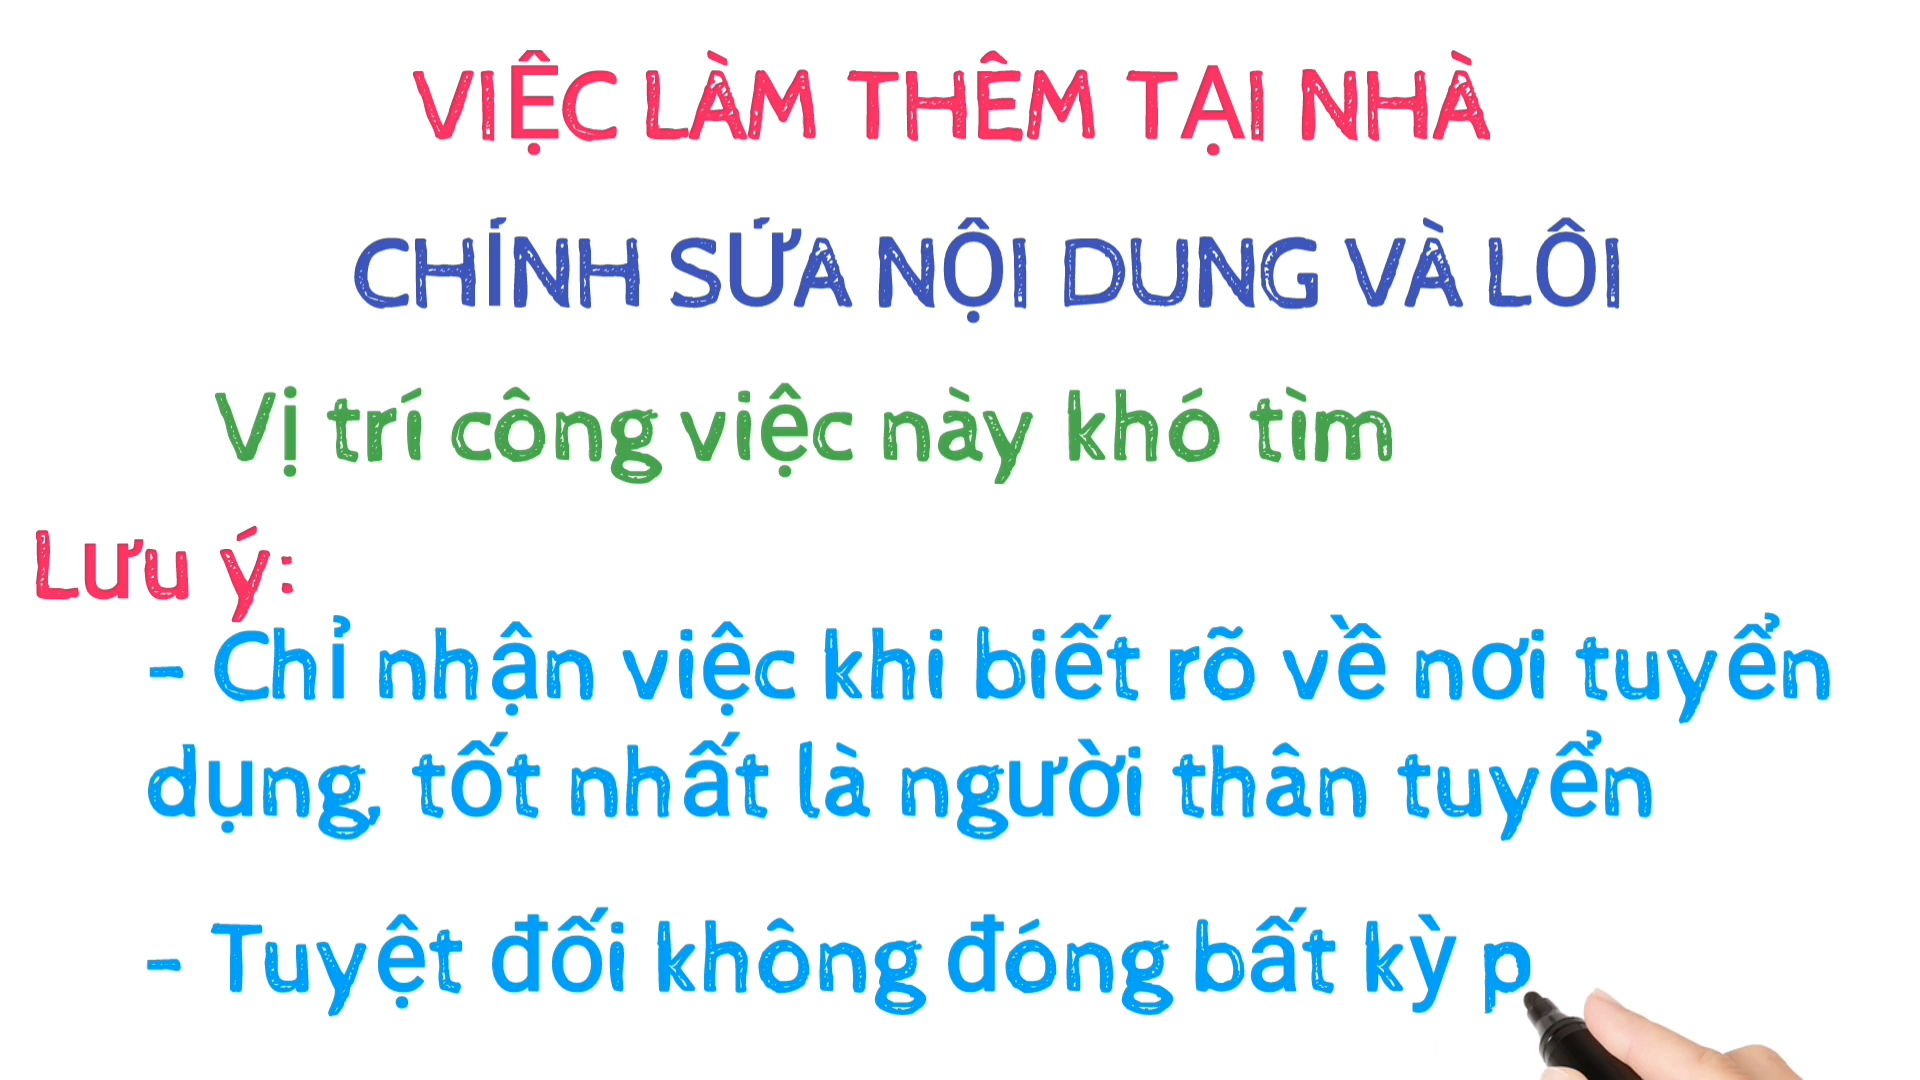 VIỆC LÀM THÊM TẠI NHÀ
CHÍNH SỨA NỘI DUNG VÀ LÔI
Vị trí công việc này khó tìm
Lưu ý:
- Chỉ nhận việc khi biết rõ về nơi tuyển
dụng, tốt nhất là người thân tuyển
- Tuyệt đối không đóng bất kỳ p